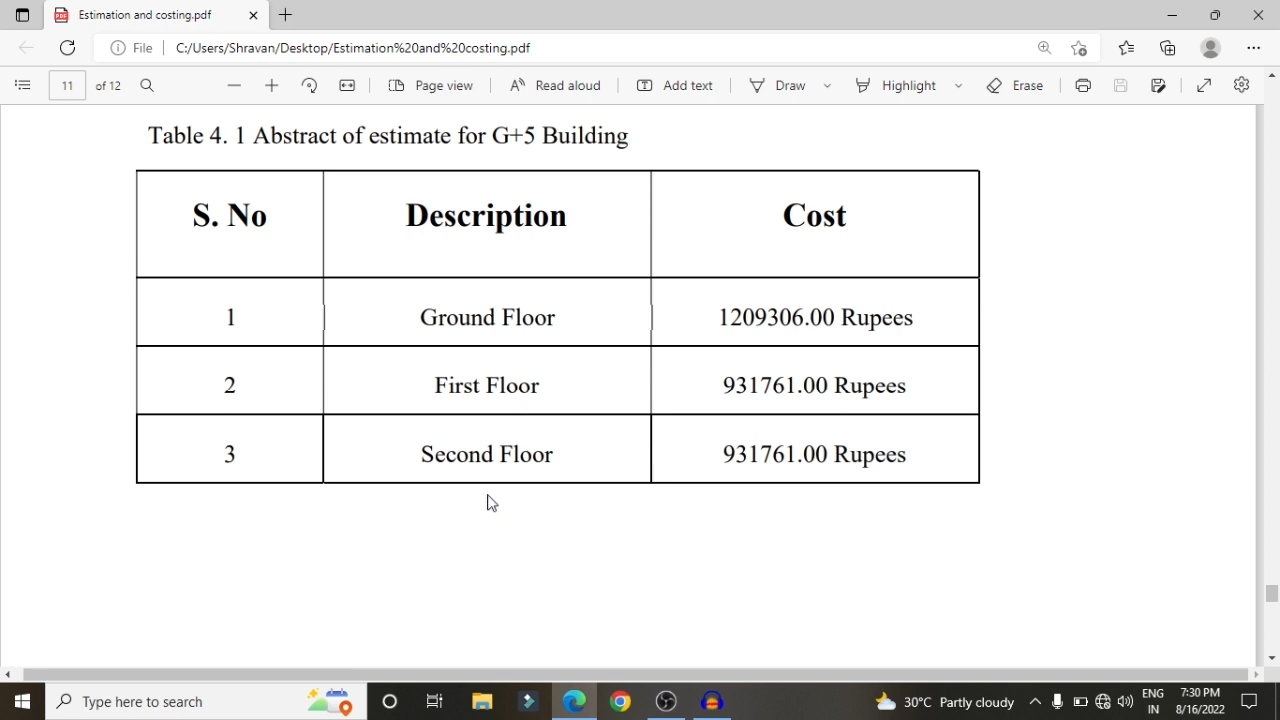 Estimation and costing.pdf
File
C:/Users/Shravan/Desktop/Estimation%20and%20costing.pdf
11 of 12
Page view
Read aloud
Add text
Draw
Highlight
Erase
Table 4. 1 Abstract of estimate for G+5 Building
S. No Description Cost
1 Ground Floor 1209306.00 Rupees
2 First Floor 931761.00 Rupees
3 Second Floor 931761.00 Rupees
Type here to search
30°C Partly cloudy
ENG
IN
7:30 PM
8/16/2022